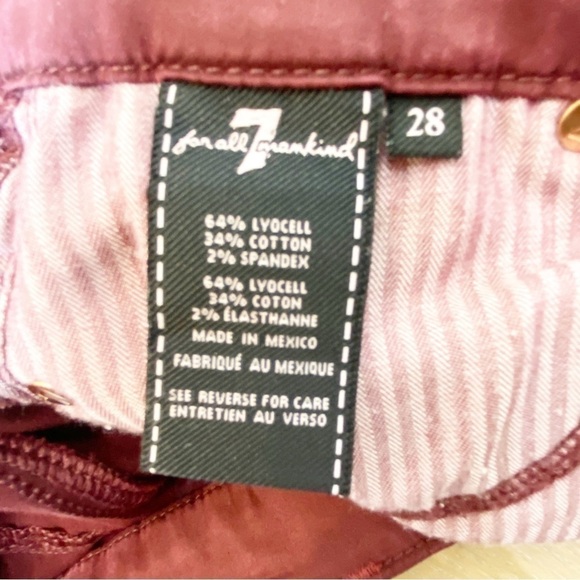 7
for all mankind
28
64% LYOCELL
34% COTTON
2% SPANDEX
64% LYOCELL
34% COTON
2% ÉLASTHANNE
MADE IN MEXICO
FABRIQUÉ AU MEXIQUE
SEE REVERSE FOR CARE
ENTRETIEN AU VERSO